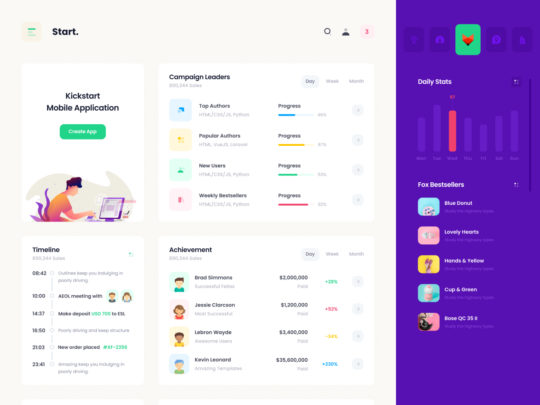 Start.
3
Kickstart
Mobile Application
Create App
Campaign Leaders
890,344 Sales
Day Week Month
Top Authors
HTML/CSS/JS, Python
Progress
Popular Authors
HTML, VueJS, Laravel
Progress
New Users
HTML/CSS/JS, Python
Progress
Weekly Bestsellers
HTML/CSS/JS, Python
Progress
Timeline
890,344 Sales
08:42 Outlines keep you indulging in
poorly driving.
10:00 AEOL meeting with
14:37 Make deposit USD 700 to ESL
16:50 Poorly driving and keep structure
21:03 New order placed #XF-2356
23:41 Amazing keep you indulging in
poorly driving.
Achievement
890,344 Sales
Day Week Month
Brad Simmons
Successful Fellas
$2,000,000
Paid
+28%
Jessie Clarcson
Most Successful
$1,200,000
Paid
+52%
Lebron Wayde
Awesome Users
$3,400,000
Paid
Kevin Leonard
Amazing Templates
$35,600,000
Paid
+230%
Daily Stats
Mon Tue Wed Thu Fri Sat Sun
Fox Bestsellers
Blue Donut
Study the highway types
Lovely Hearts
Study the highway types
Hands & Yellow
Study the highway types
Cup & Green
Study the highway types
Bose QC 35 II
Study the highway types